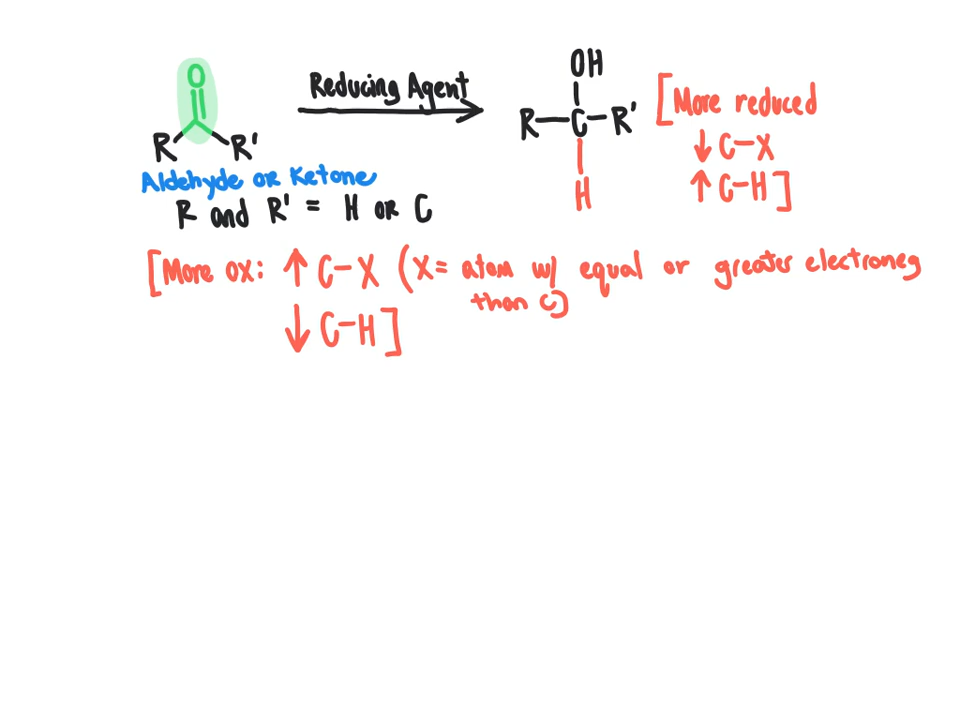 O
R R'
Reducing Agent
OH
R—C—R'
H
[More reduced
↓ C—X
↑ C—H]
Aldehyde or Ketone
R and R' = H or C
[More ox: ↑ C—X (X= atom w/ equal or greater electroneg
than C)
↓ C—H]